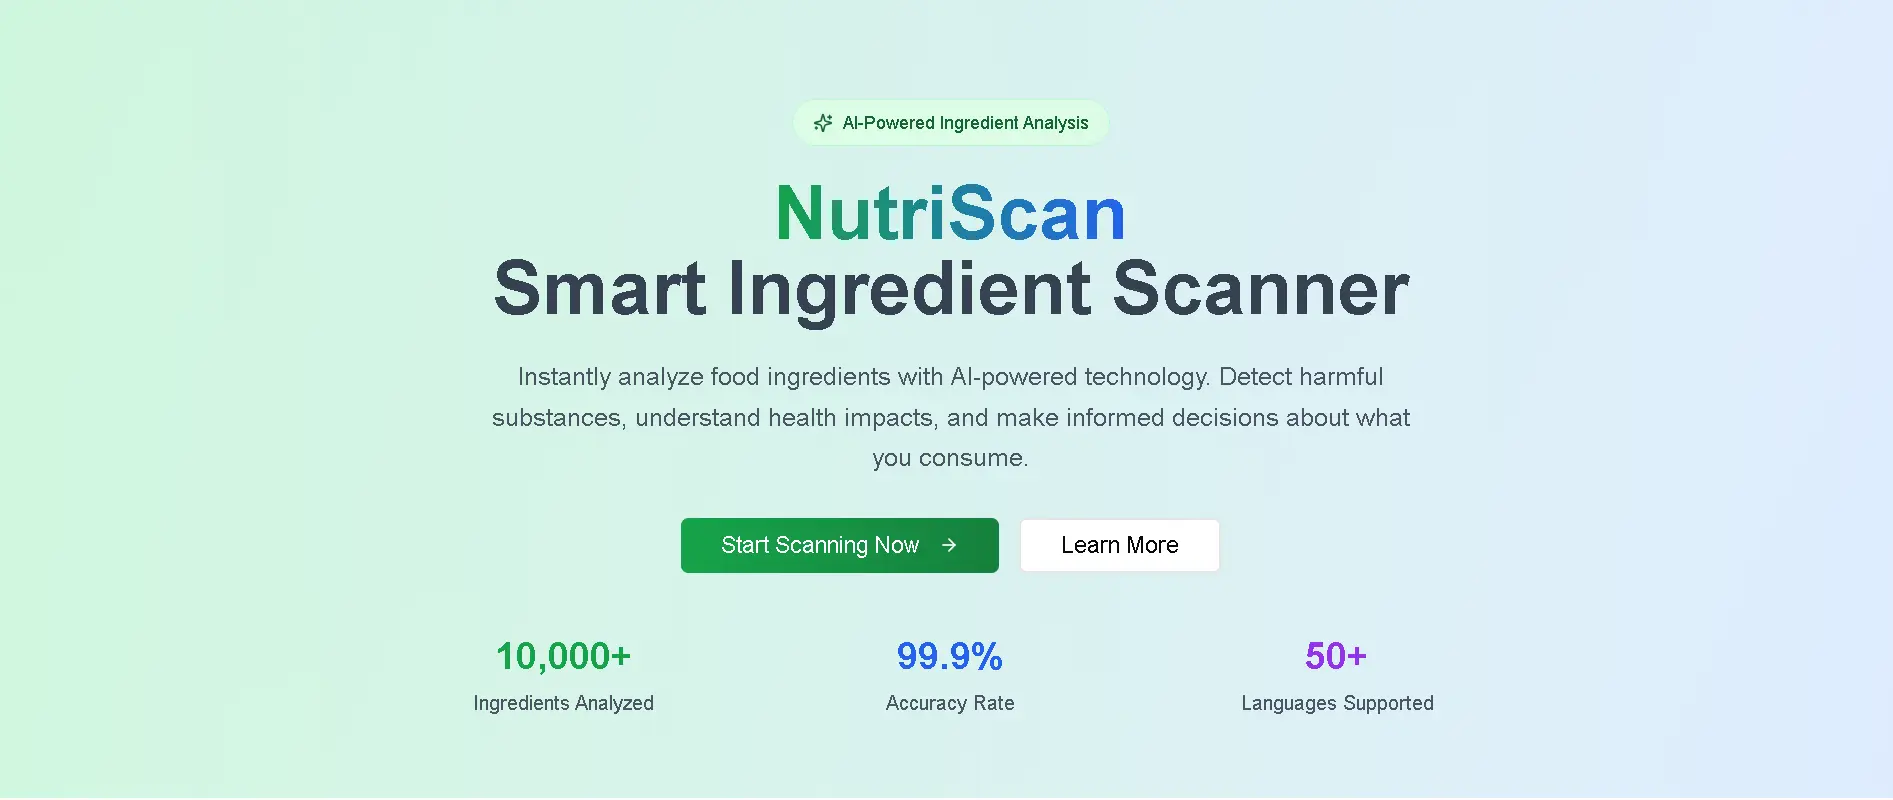 AI-Powered Ingredient Analysis
NutriScan
Smart Ingredient Scanner
Instantly analyze food ingredients with AI-powered technology. Detect harmful
substances, understand health impacts, and make informed decisions about what
you consume.
Start Scanning Now
Learn More
10,000+
Ingredients Analyzed
99.9%
Accuracy Rate
50+
Languages Supported